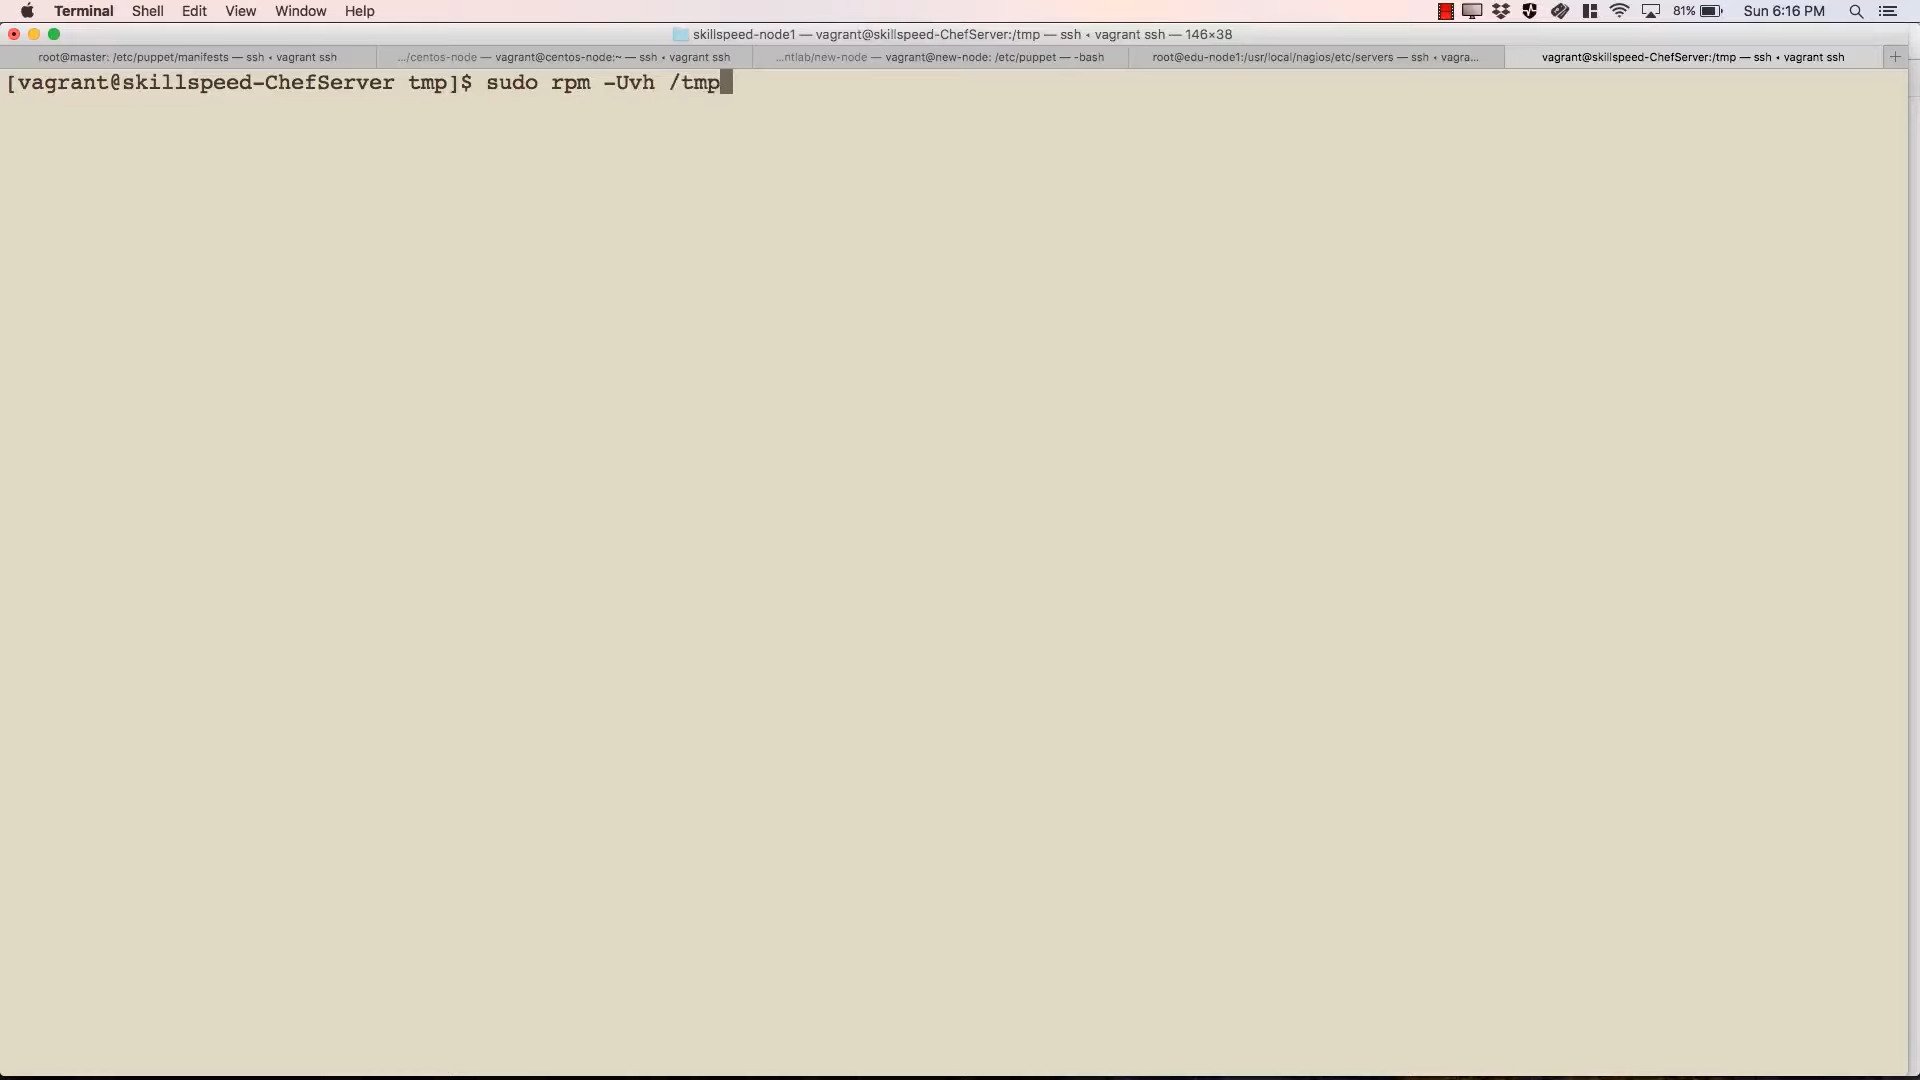 Terminal Shell Edit View Window Help 81% Sun 6:16 PM
skillspeed-node1 — vagrant@skillspeed-ChefServer:/tmp — ssh ‹ vagrant ssh — 146×38
root@master: /etc/puppet/manifests — ssh ‹ vagrant ssh .../centos-node — vagrant@centos-node:~ — ssh ‹ vagrant ssh ...ntlab/new-node — vagrant@new-node: /etc/puppet — -bash root@edu-node1:/usr/local/nagios/etc/servers — ssh ‹ vagra... vagrant@skillspeed-ChefServer:/tmp — ssh ‹ vagrant ssh
[vagrant@skillspeed-ChefServer tmp]$ sudo rpm -Uvh /tmp